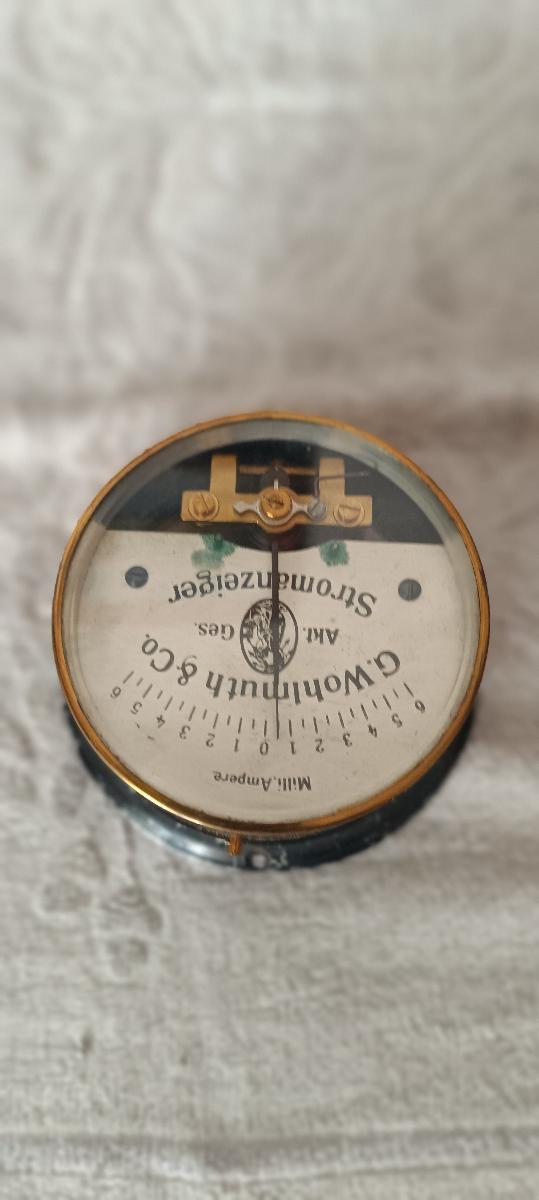 Milli.Ampere.
6 5 4 3 2 1 0 1 2 3 4 5 6
G.Wohlmuth & Co.
Akt. Ges.
Stromanzeiger